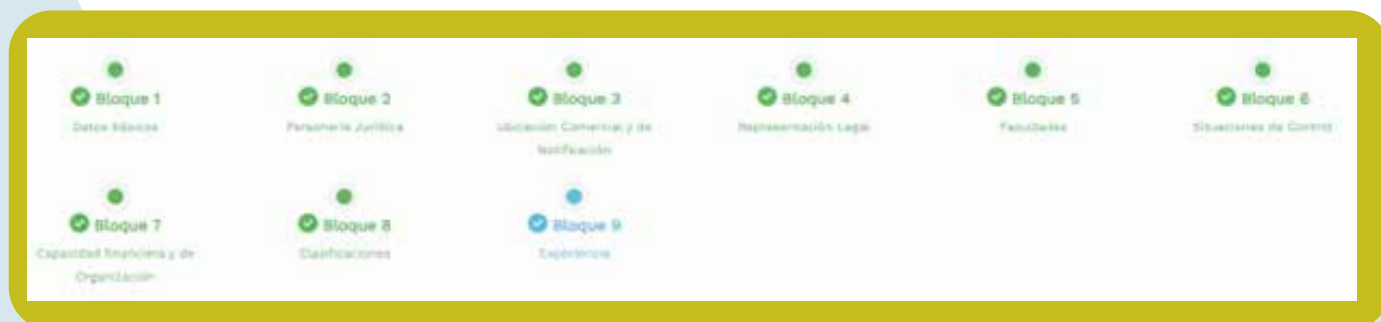 Bloque 1
Datos básicos
Bloque 2
Personería Jurídica
Bloque 3
Ubicación Comercial y de
Notificación
Bloque 4
Representación Legal
Bloque 5
Facultades
Bloque 6
Situaciones de Control
Bloque 7
Capacidad financiera y de
Organización
Bloque 8
Clasificaciones
Bloque 9
Experiencia